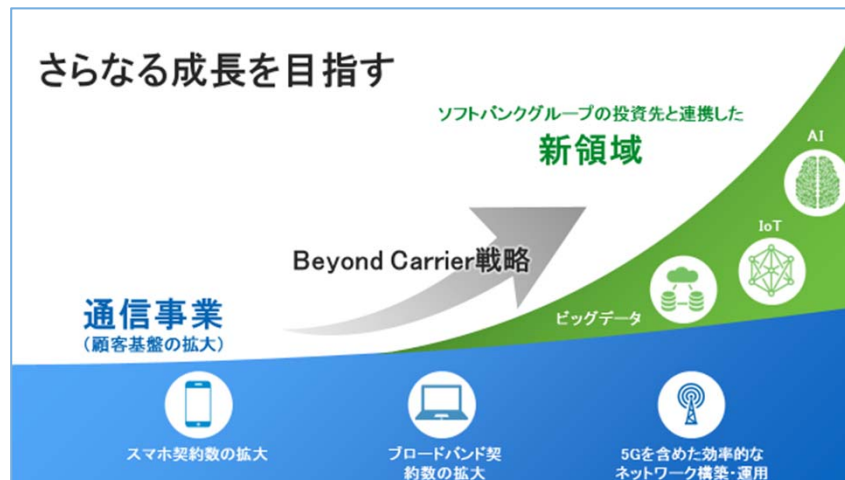 さらなる成長を目指す
ソフトバンクグループの投資先と連携した
新領域
AI
IoT
Beyond Carrier戦略
ビッグデータ
通信事業
(顧客基盤の拡大)
スマホ契約数の拡大
ブロードバンド契
約数の拡大
5Gを含めた効率的な
ネットワーク構築・運用